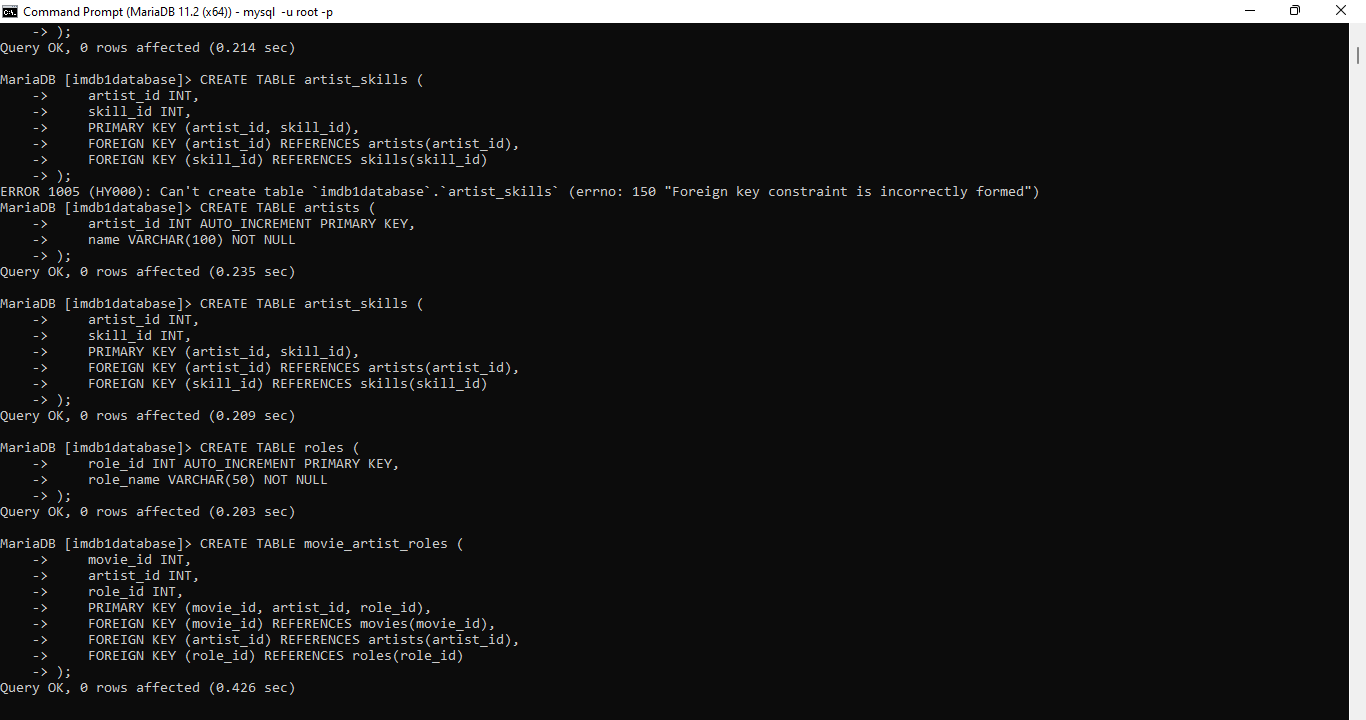 Command Prompt (MariaDB 11.2 (x64)) - mysql -u root -p
-> );
Query OK, 0 rows affected (0.214 sec)
MariaDB [imdb1database]> CREATE TABLE artist_skills (
-> artist_id INT,
-> skill_id INT,
-> PRIMARY KEY (artist_id, skill_id),
-> FOREIGN KEY (artist_id) REFERENCES artists(artist_id),
-> FOREIGN KEY (skill_id) REFERENCES skills(skill_id)
-> );
ERROR 1005 (HY000): Can't create table `imdb1database`.`artist_skills` (errno: 150 "Foreign key constraint is incorrectly formed")
MariaDB [imdb1database]> CREATE TABLE artists (
-> artist_id INT AUTO_INCREMENT PRIMARY KEY,
-> name VARCHAR(100) NOT NULL
-> );
Query OK, 0 rows affected (0.235 sec)
MariaDB [imdb1database]> CREATE TABLE artist_skills (
-> artist_id INT,
-> skill_id INT,
-> PRIMARY KEY (artist_id, skill_id),
-> FOREIGN KEY (artist_id) REFERENCES artists(artist_id),
-> FOREIGN KEY (skill_id) REFERENCES skills(skill_id)
-> );
Query OK, 0 rows affected (0.209 sec)
MariaDB [imdb1database]> CREATE TABLE roles (
-> role_id INT AUTO_INCREMENT PRIMARY KEY,
-> role_name VARCHAR(50) NOT NULL
-> );
Query OK, 0 rows affected (0.203 sec)
MariaDB [imdb1database]> CREATE TABLE movie_artist_roles (
-> movie_id INT,
-> artist_id INT,
-> role_id INT,
-> PRIMARY KEY (movie_id, artist_id, role_id),
-> FOREIGN KEY (movie_id) REFERENCES movies(movie_id),
-> FOREIGN KEY (artist_id) REFERENCES artists(artist_id),
-> FOREIGN KEY (role_id) REFERENCES roles(role_id)
-> );
Query OK, 0 rows affected (0.426 sec)